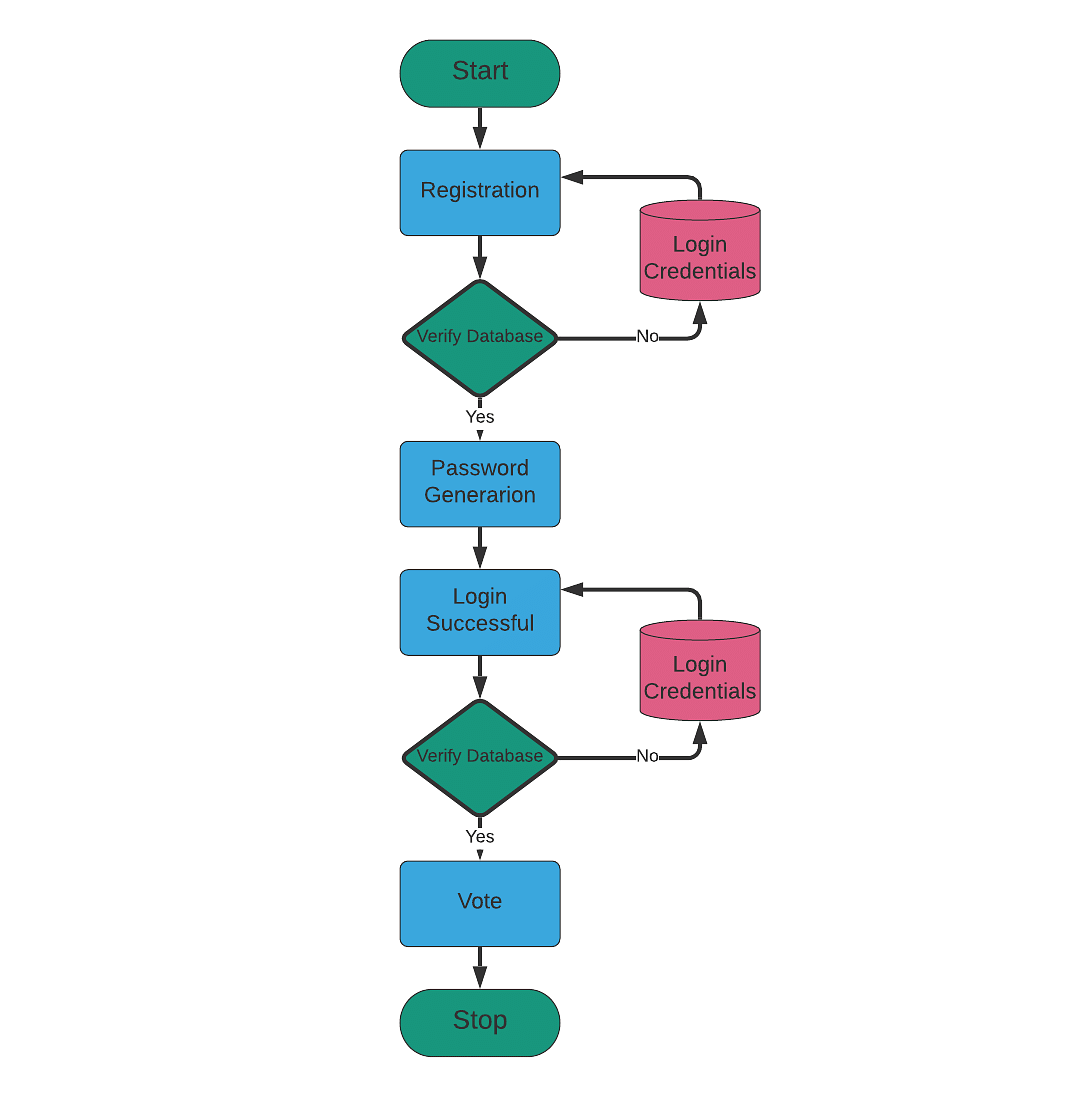 Start
Registration
Login
Credentials
Verify Database
No
Yes
Password
Generarion
Login
Successful
Login
Credentials
Verify Database
No
Yes
Vote
Stop